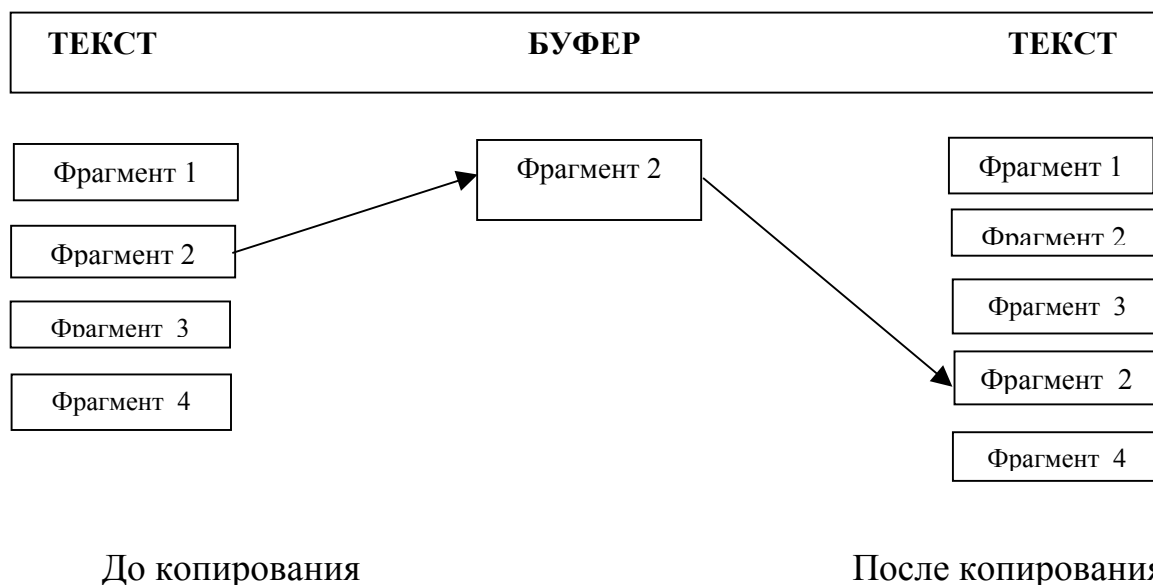 ТЕКСТ БУФЕР ТЕКСТ
Фрагмент 1 Фрагмент 2 Фрагмент 1
Фрагмент 2 Фрагмент 2
Фрагмент 3 Фрагмент 3
Фрагмент 4 Фрагмент 2
Фрагмент 4
До копирования После копирования